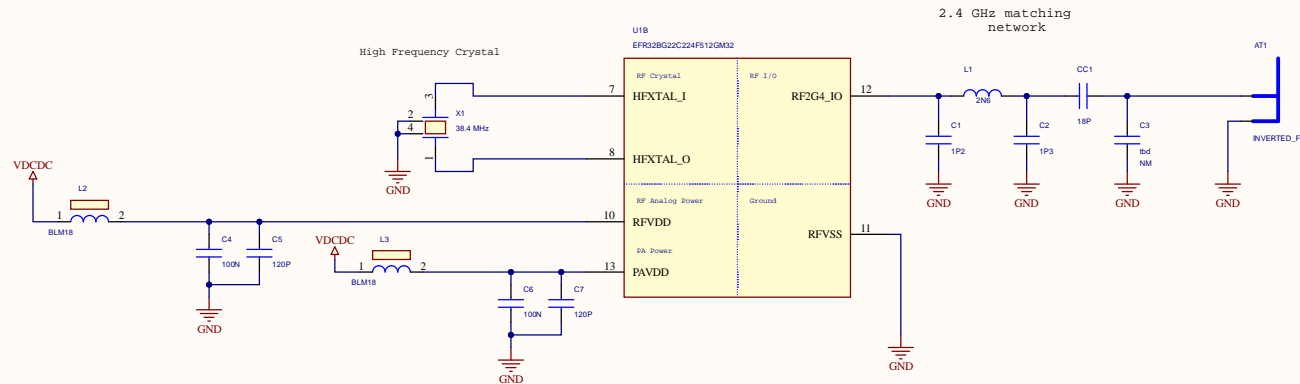 2.4 GHz matching
network
High Frequency Crystal
U1B
EFR32BG22C224F512GM32
AT1
RF Crystal
RF I/O
7
HFXTAL_I
RF2G4_IO
12
L1
2N6
CC1
18P
3
2
4
1
X1
38.4 MHz
C1
1P2
C2
1P3
C3
tbd
NM
INVERTED_F
8
HFXTAL_O
GND
GND
GND
GND
GND
VDCDC
L2
1
2
BLM18
RF Analog Power
Ground
10
RFVDD
RFVSS
11
C4
100N
C5
120P
VDCDC
L3
1
2
BLM18
PA Power
13
PAVDD
C6
100N
C7
120P
GND
GND
GND